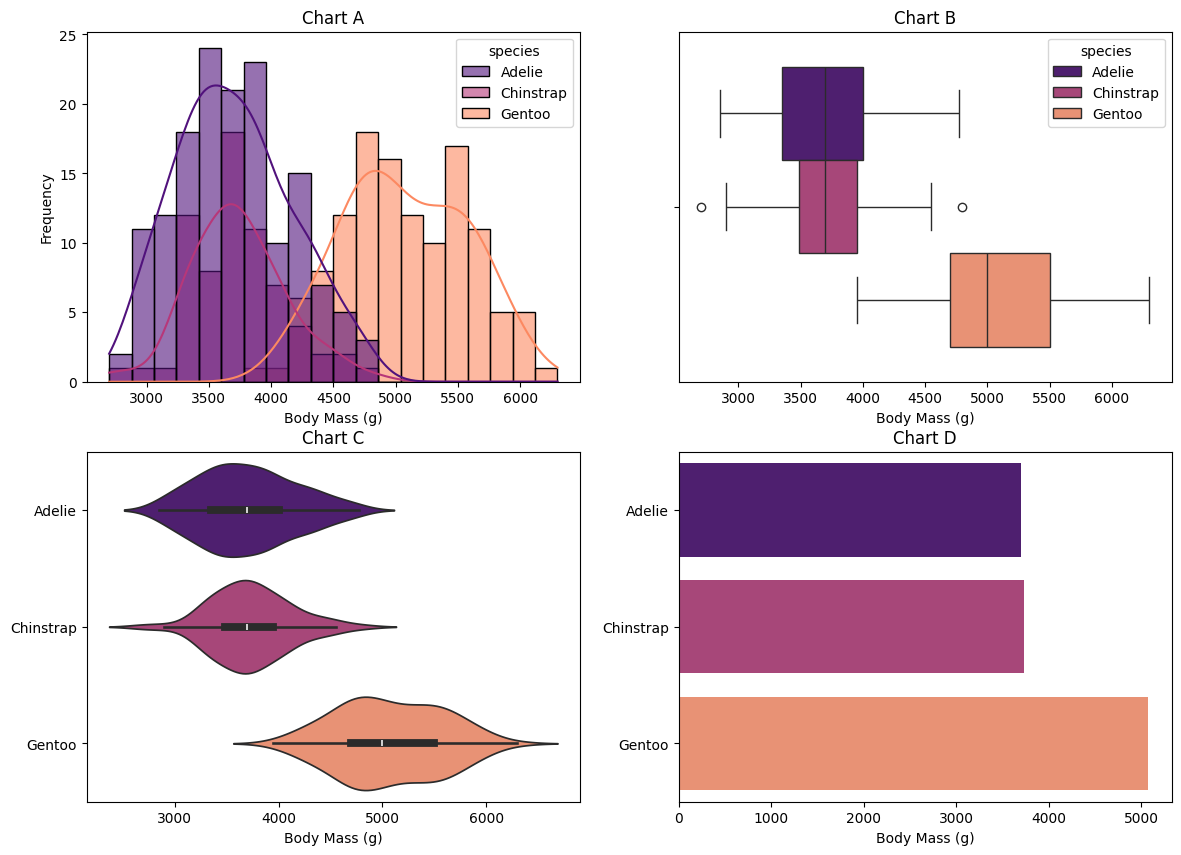 Chart A
25
20
15
10
5
0
Frequency
species
Adelie
Chinstrap
Gentoo
3000 3500 4000 4500 5000 5500 6000
Body Mass (g)
Chart B
species
Adelie
Chinstrap
Gentoo
3000 3500 4000 4500 5000 5500 6000
Body Mass (g)
Chart C
Adelie
Chinstrap
Gentoo
3000 4000 5000 6000
Body Mass (g)
Chart D
Adelie
Chinstrap
Gentoo
0 1000 2000 3000 4000 5000
Body Mass (g)